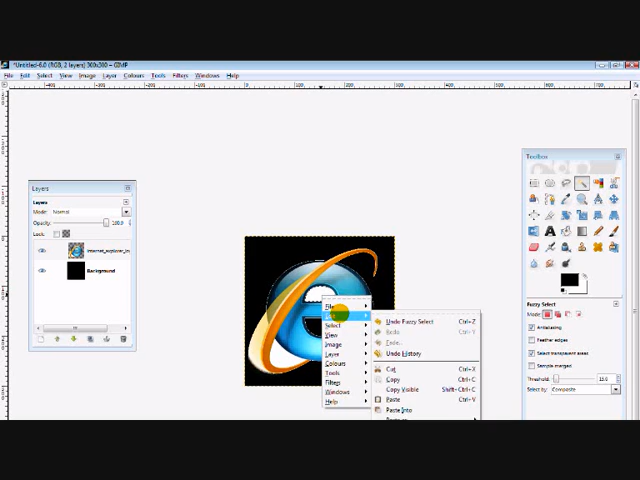 *Untitled-6.0 (RGB, 2 layers) 300x300 – GIMP
File Edit Select View Image Layer Colours Tools Filters Windows Help
Layers
Layers
Mode: Normal
Opacity: 100.0
Lock:
internet_explorer_lo
Background
File
Edit
Select
View
Image
Layer
Colours
Tools
Filters
Windows
Help
Undo Fuzzy Select Ctrl+Z
Redo Ctrl+Y
Fade...
Undo History
Cut Ctrl+X
Copy Ctrl+C
Copy Visible Shift+Ctrl+C
Paste Ctrl+V
Paste Into
Toolbox
Fuzzy Select
Mode:
Antialiasing
Feather edges
Select transparent areas
Sample merged
Threshold: 15.0
Select by: Composite